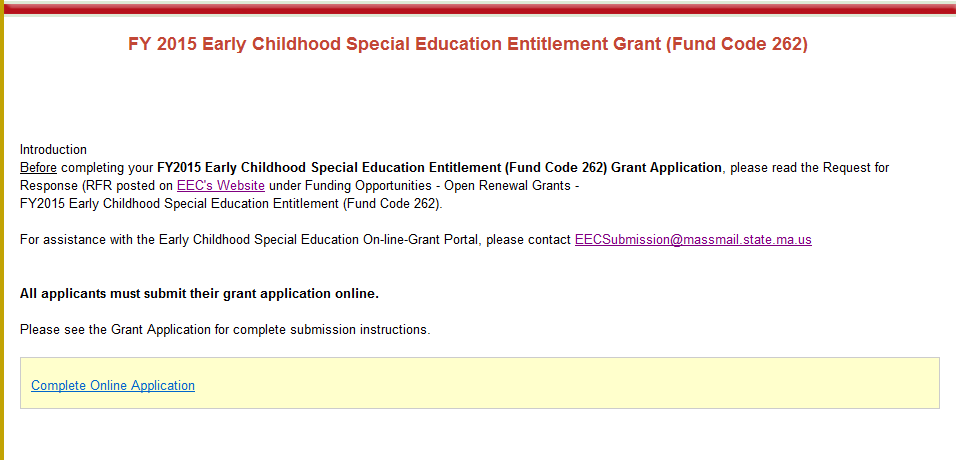 FY 2015 Early Childhood Special Education Entitlement Grant (Fund Code 262)
Introduction
Before completing your FY2015 Early Childhood Special Education Entitlement (Fund Code 262) Grant Application, please read the Request for
Response (RFR posted on EEC's Website under Funding Opportunities - Open Renewal Grants -
FY2015 Early Childhood Special Education Entitlement (Fund Code 262).
For assistance with the Early Childhood Special Education On-line-Grant Portal, please contact EECSubmission@massmail.state.ma.us
All applicants must submit their grant application online.
Please see the Grant Application for complete submission instructions.
Complete Online Application